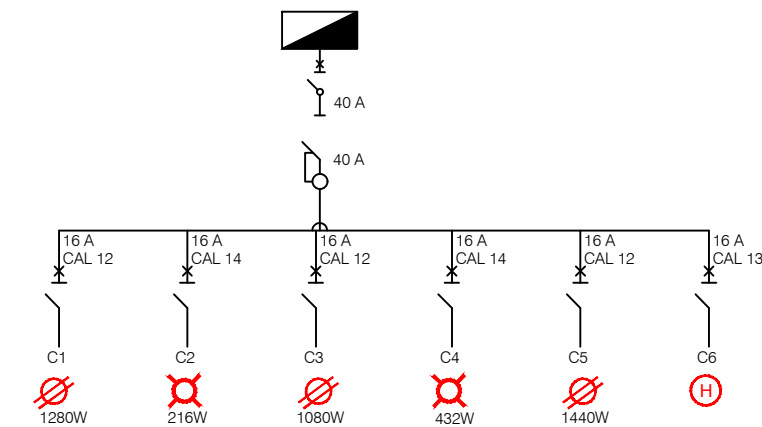 40 A
40 A
16 A 16 A 16 A 16 A 16 A 16 A
CAL 12 CAL 14 CAL 12 CAL 14 CAL 12 CAL 13
C1 C2 C3 C4 C5 C6
H
1280W 216W 1080W 432W 1440W